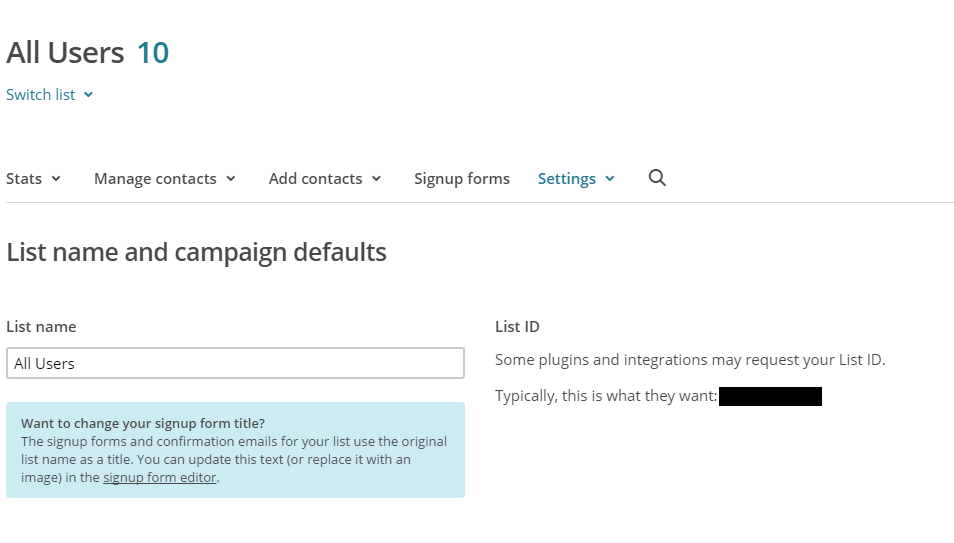 All Users 10
Switch list
Stats Manage contacts Add contacts Signup forms Settings
List name and campaign defaults
List name
All Users
Want to change your signup form title?
The signup forms and confirmation emails for your list use the original
list name as a title. You can update this text (or replace it with an
image) in the signup form editor.
List ID
Some plugins and integrations may request your List ID.
Typically, this is what they want: